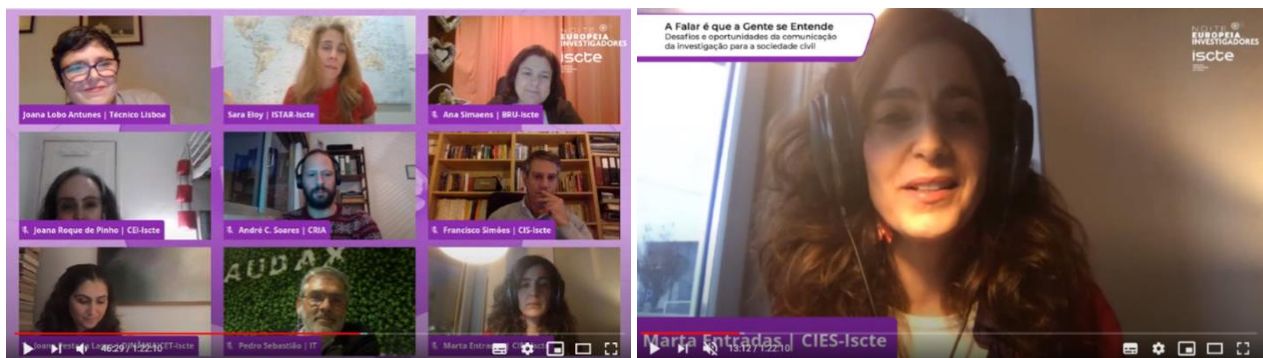 NOITE
EUROPEIA
INVESTIGADORES
iscte
Joana Lobo Antunes | Técnico Lisboa
Sara Eloy | ISTAR-Iscte
Ana Simaens | BRU-Iscte
Joana Roque de Pinho | CEI-Iscte
André C. Soares | CRIA
Francisco Simões | CIS-Iscte
AUDAX
Pedro Sebastião | IT
Marta Entradas
46:29 / 1:22:10
A Falar é que a Gente se Entende
Desafios e oportunidades da comunicação
da investigação para a sociedade civil
NOITE
EUROPEIA
INVESTIGADORES
iscte
Marta Entradas | CIES-Iscte
13:12 / 1:22:10